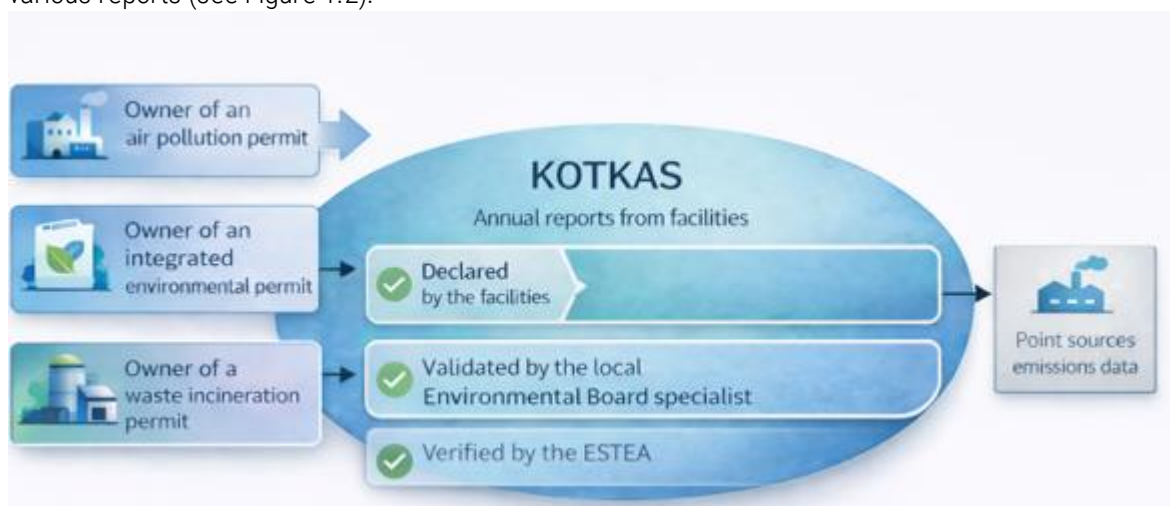 various reports (see Figure 1.2).
Owner of an
air pollution permit
Owner of an
integrated
environmental permit
Owner of a
waste incineration
permit
KOTKAS
Annual reports from facilities
Declared
by the facilities
Validated by the local
Environmental Board specialist
Verified by the ESTEA
Point sources
emissions data